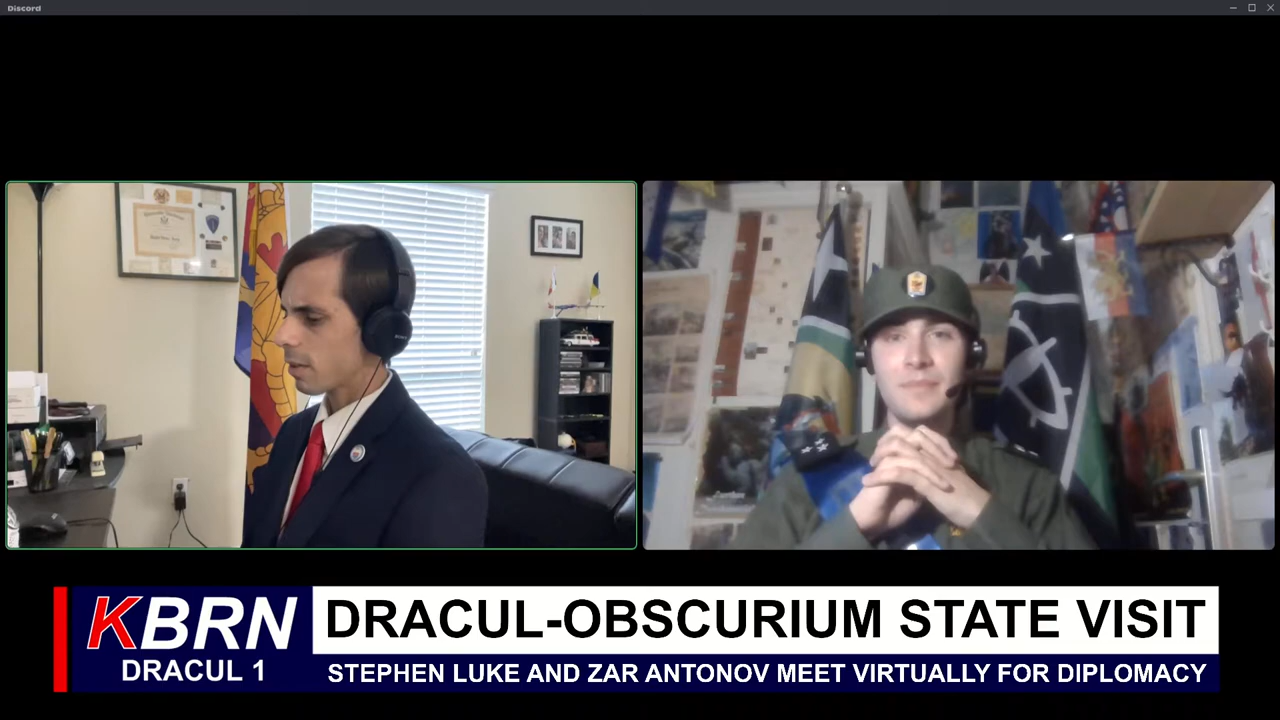 Discord
KBRN
DRACUL 1
DRACUL-OBSCURIUM STATE VISIT
STEPHEN LUKE AND ZAR ANTONOV MEET VIRTUALLY FOR DIPLOMACY